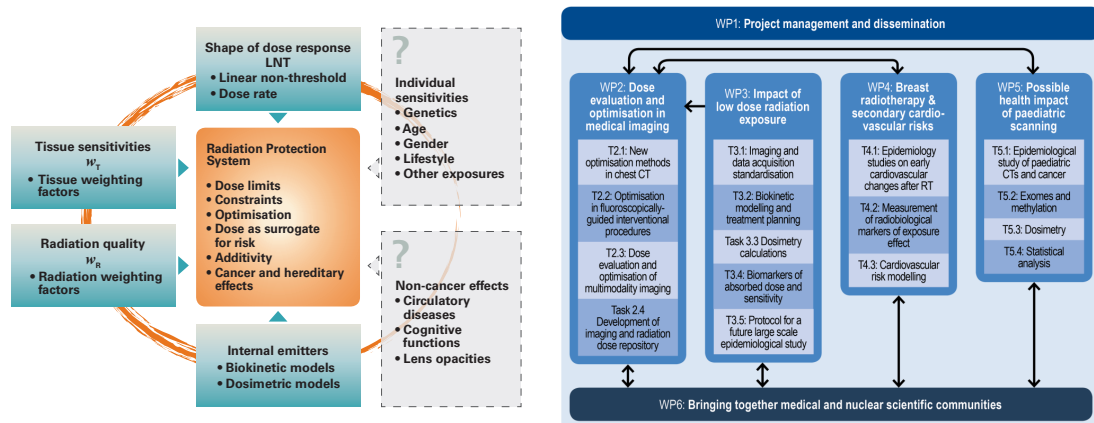 Shape of dose response
LNT
• Linear non-threshold
• Dose rate
Tissue sensitivities
wT
• Tissue weighting
factors
Radiation quality
wR
• Radiation weighting
factors
Radiation Protection
System
• Dose limits
• Constraints
• Optimisation
• Dose as surrogate
for risk
• Additivity
• Cancer and hereditary
effects
Internal emitters
• Biokinetic models
• Dosimetric models
?
Individual
sensitivities
• Genetics
• Age
• Gender
• Lifestyle
• Other exposures
?
Non-cancer effects
• Circulatory
diseases
• Cognitive
functions
• Lens opacities
WP1: Project management and dissemination
WP2: Dose
evaluation and
optimisation in
medical imaging
T2.1: New
optimisation methods
in chest CT
T2.2: Optimisation
in fluoroscopically-
guided interventional
procedures
T2.3: Dose
evaluation and
optimisation of
multimodality imaging
Task 2.4
Development of
imaging and radiation
dose repository
WP3: Impact of
low dose radiation
exposure
T3.1: Imaging and
data acquisition
standardisation
T3.2: Biokinetic
modelling and
treatment planning
Task 3.3 Dosimetry
calculations
T3.4: Biomarkers of
absorbed dose and
sensitivity
T3.5: Protocol for a
future large scale
epidemiological study
WP4: Breast
radiotherapy &
secondary cardio-
vascular risks
T4.1: Epidemiology
studies on early
cardiovascular
changes after RT
T4.2: Measurement
of radiobiological
markers of exposure
effect
T4.3: Cardiovascular
risk modelling
WP5: Possible
health impact
of paediatric
scanning
T5.1: Epidemiological
study of paediatric
CTs and cancer
T5.2: Exomes and
methylation
T5.3: Dosimetry
T5.4: Statistical
analysis
WP6: Bringing together medical and nuclear scientific communities